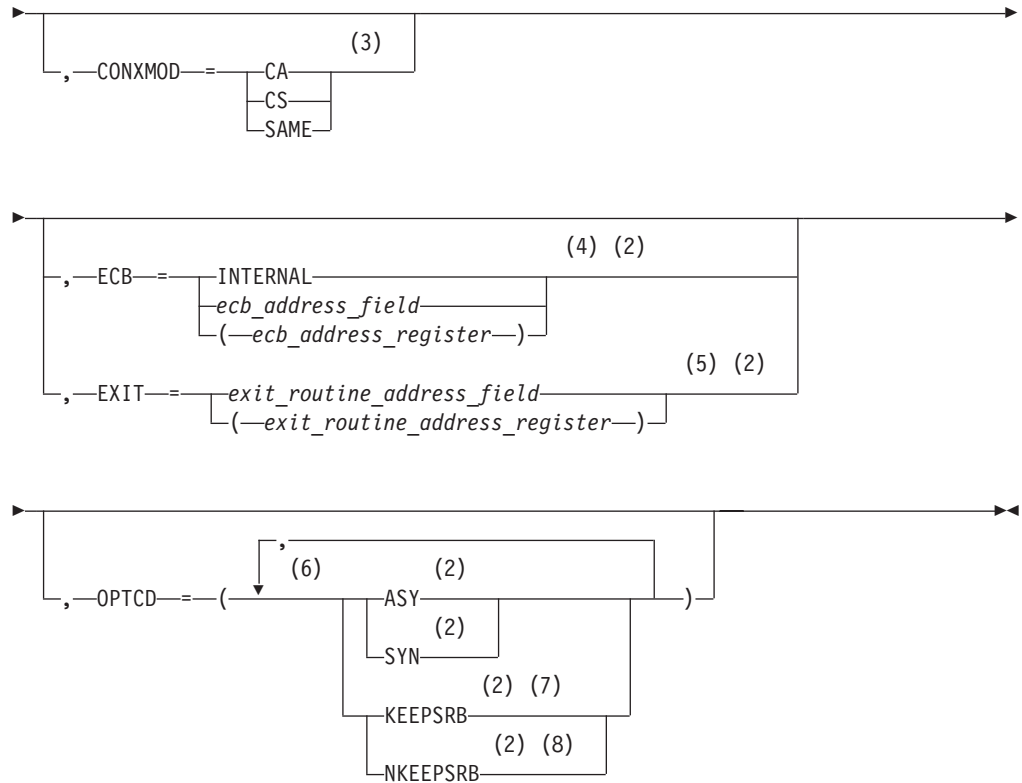 (3)
, CONXMOD = CA
CS
SAME
(4) (2)
, ECB = INTERNAL
ecb_address_field
( ecb_address_register )
(5) (2)
, EXIT = exit_routine_address_field
( exit_routine_address_register )
,
(6) (2)
, OPTCD = ( ASY )
(2)
SYN
(2) (7)
KEEPSRB
(2) (8)
NKEEPSRB